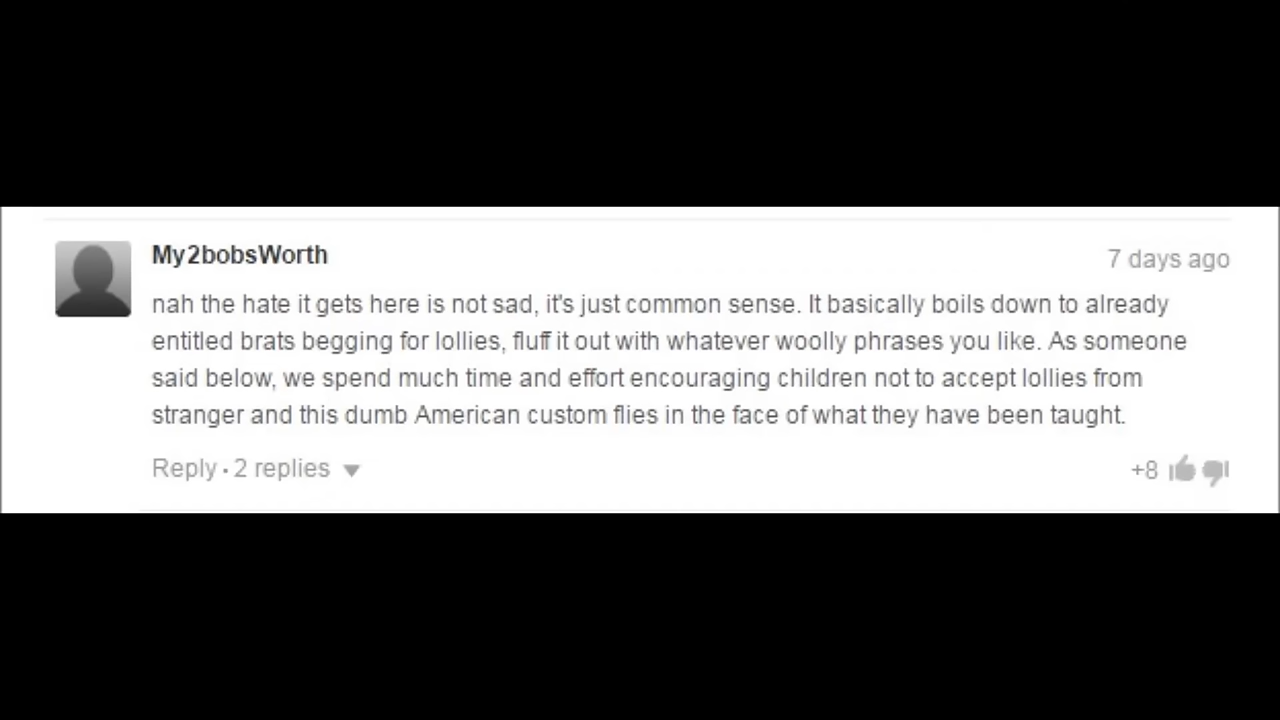 My2bobsWorth
7 days ago
nah the hate it gets here is not sad, it's just common sense. It basically boils down to already
entitled brats begging for lollies, fluff it out with whatever woolly phrases you like. As someone
said below, we spend much time and effort encouraging children not to accept lollies from
stranger and this dumb American custom flies in the face of what they have been taught.
Reply • 2 replies
+8